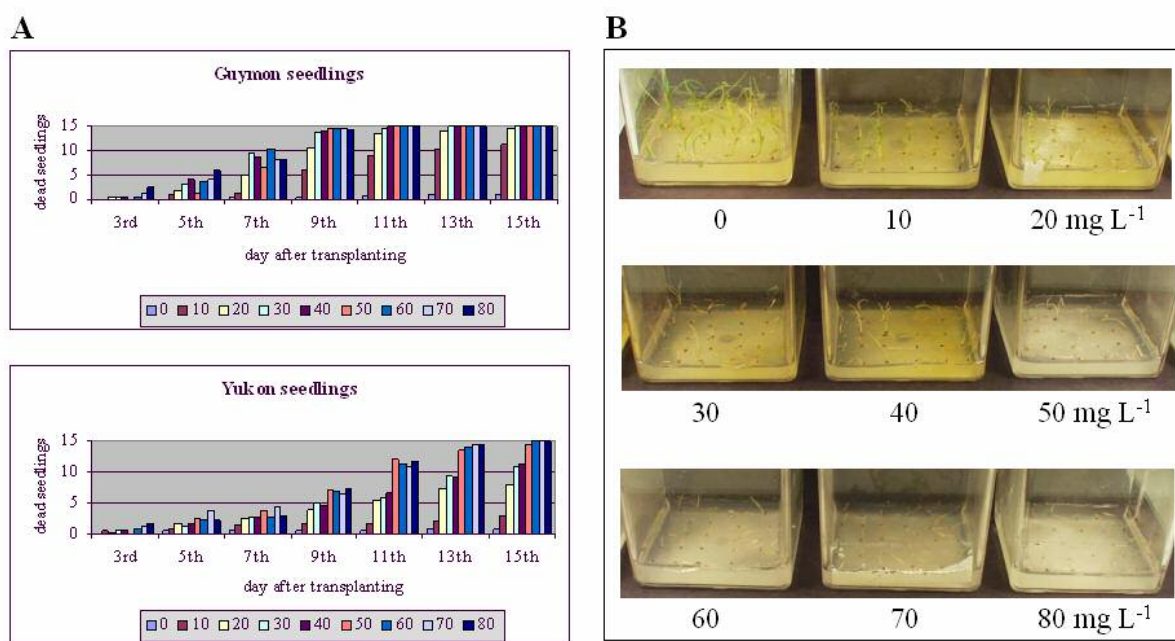 A
Guymon seedlings
dead seedlings
15
10
5
0
3rd 5th 7th 9th 11th 13th 15th
day after transplanting
0 10 20 30 40 50 60 70 80
Yukon seedlings
dead seedlings
15
10
5
0
3rd 5th 7th 9th 11th 13th 15th
day after transplanting
0 10 20 30 40 50 60 70 80
B
0 10 20 mg L⁻¹
30 40 50 mg L⁻¹
60 70 80 mg L⁻¹